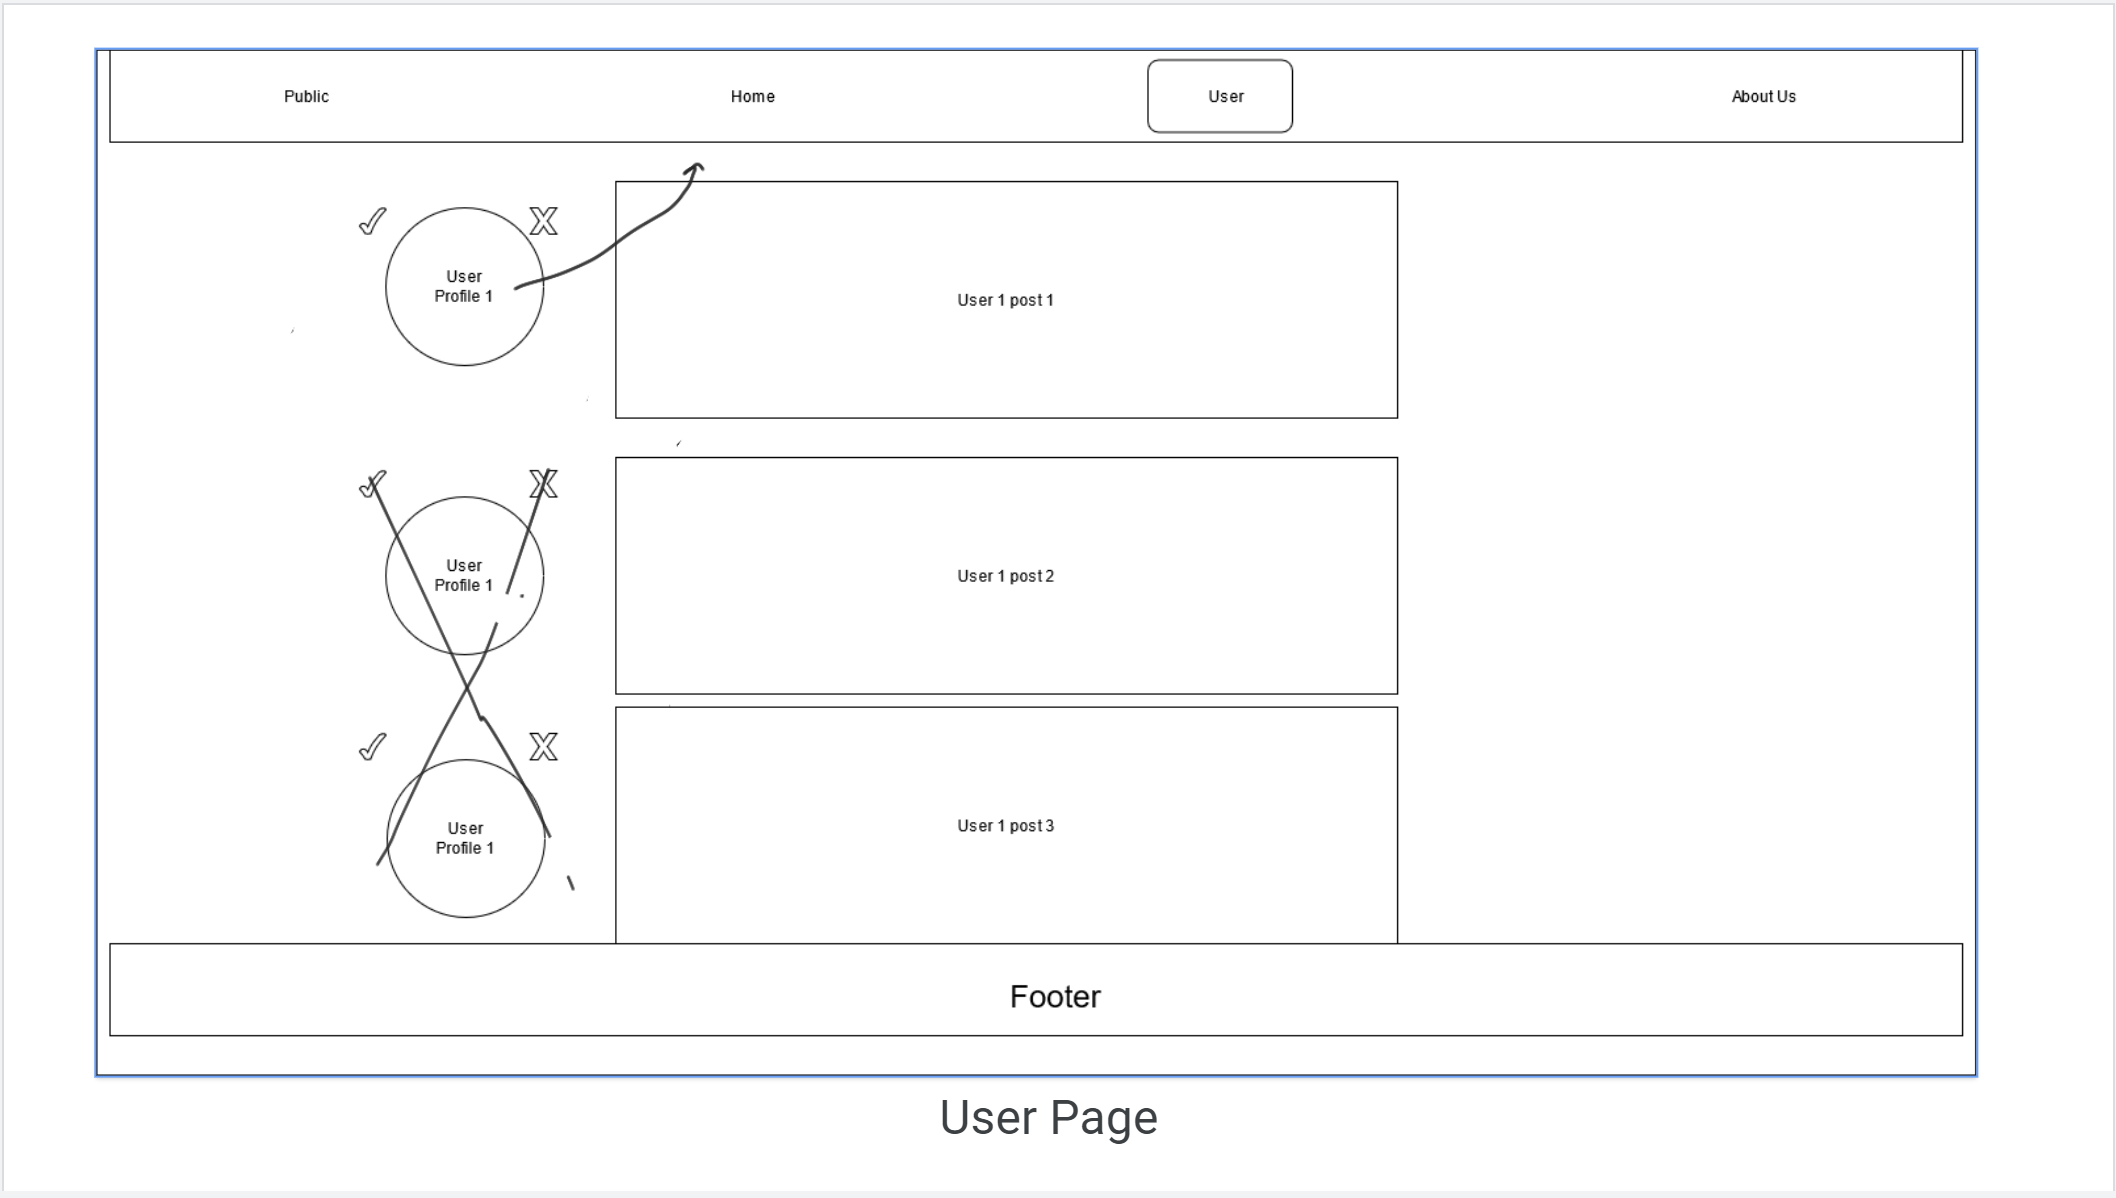 Public
Home
User
About Us
User
Profile 1
User 1 post 1
User
Profile 1
User 1 post 2
User
Profile 1
User 1 post 3
Footer
User Page